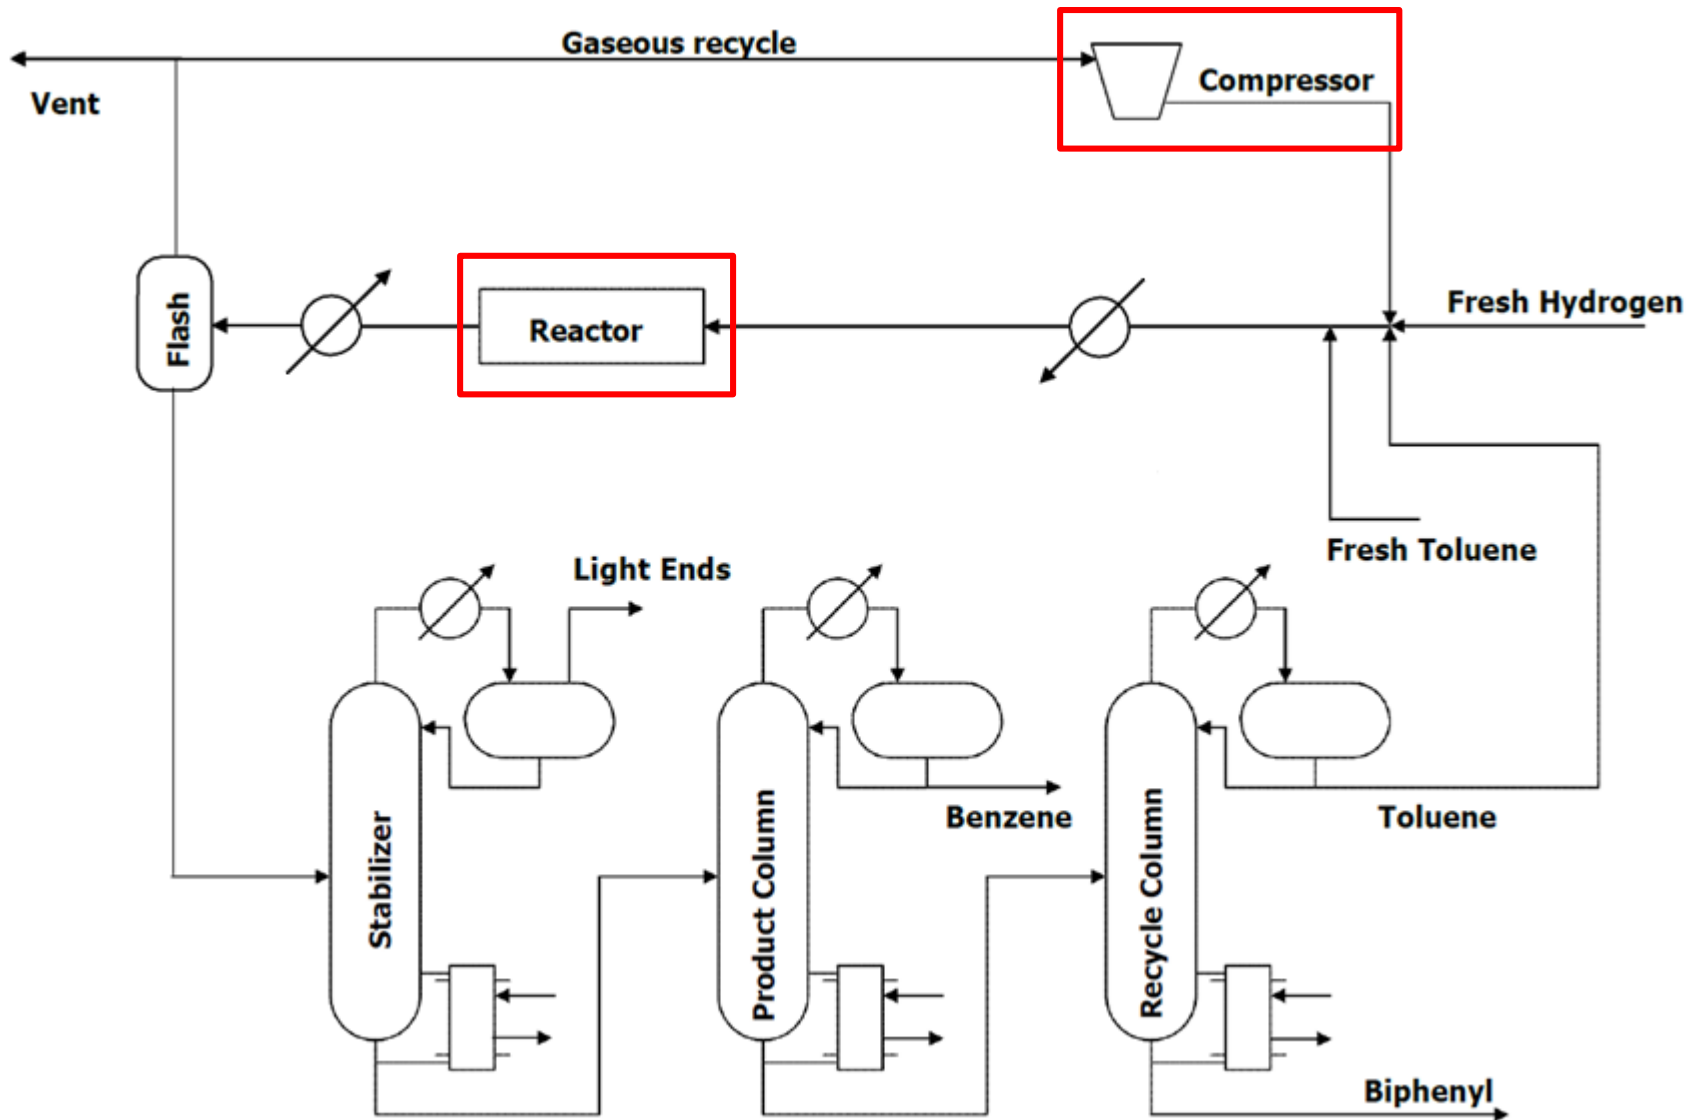 Gaseous recycle
Compressor
Vent
Fresh Hydrogen
Flash
Reactor
Fresh Toluene
Light Ends
Benzene
Toluene
Stabilizer
Product Column
Recycle Column
Biphenyl